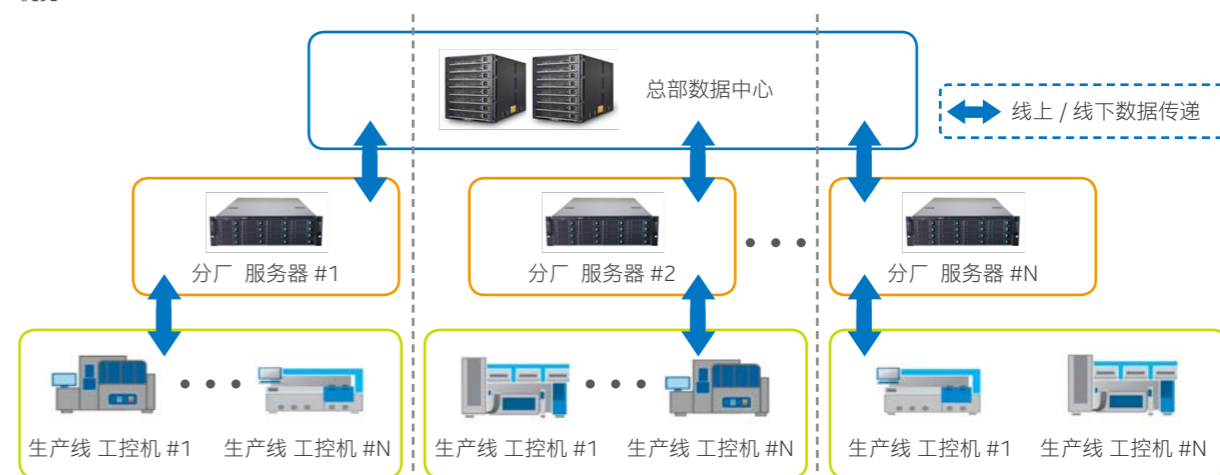 总部数据中心
线上 / 线下数据传递
分厂 服务器 #1
分厂 服务器 #2
分厂 服务器 #N
生产线 工控机 #1
生产线 工控机 #N
生产线 工控机 #1
生产线 工控机 #N
生产线 工控机 #1
生产线 工控机 #N